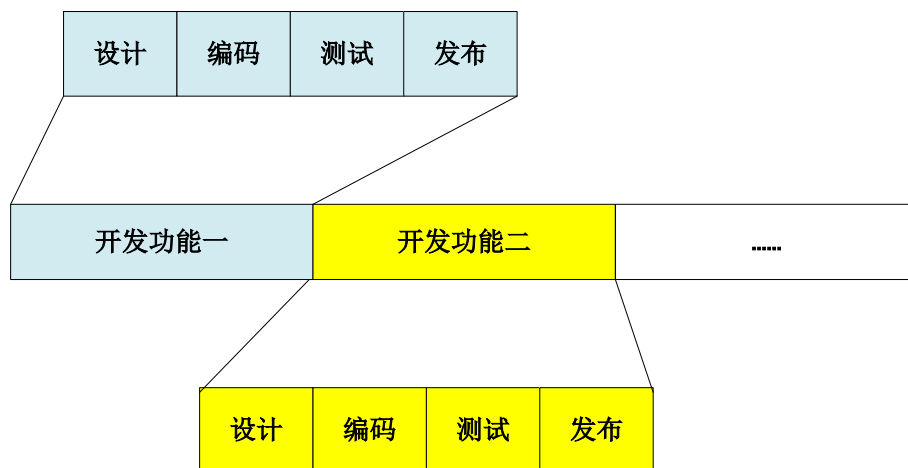 设计 编码 测试 发布
开发功能一 开发功能二 ......
设计 编码 测试 发布